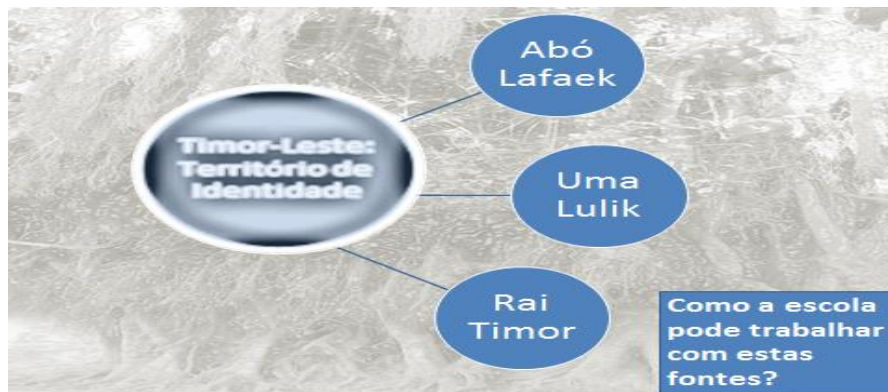 Timor-Leste:
Território de
Identidade
Abó
Lafaek
Uma
Lulik
Rai
Timor
Como a escola
pode trabalhar
com estas
fontes?